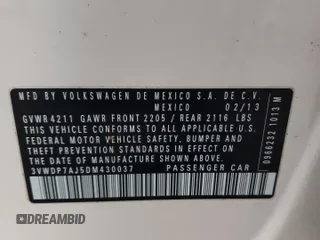 MFD BY VOLKSWAGEN DE MEXICO S.A. DE C.V.
MEXICO 02/13
GVWR 4211 GAWR FRONT 2205 / REAR 2116 LBS
THIS VEHICLE CONFORMS TO ALL APPLICABLE U.S.
FEDERAL MOTOR VEHICLE SAFETY, BUMPER AND
THEFT PREVENTION STANDARDS IN EFFECT ON THE
DATE OF MANUFACTURE SHOWN ABOVE.
3VWDP7AJ5DM430037 PASSENGER CAR
0966232 1013 M
DREAMBID